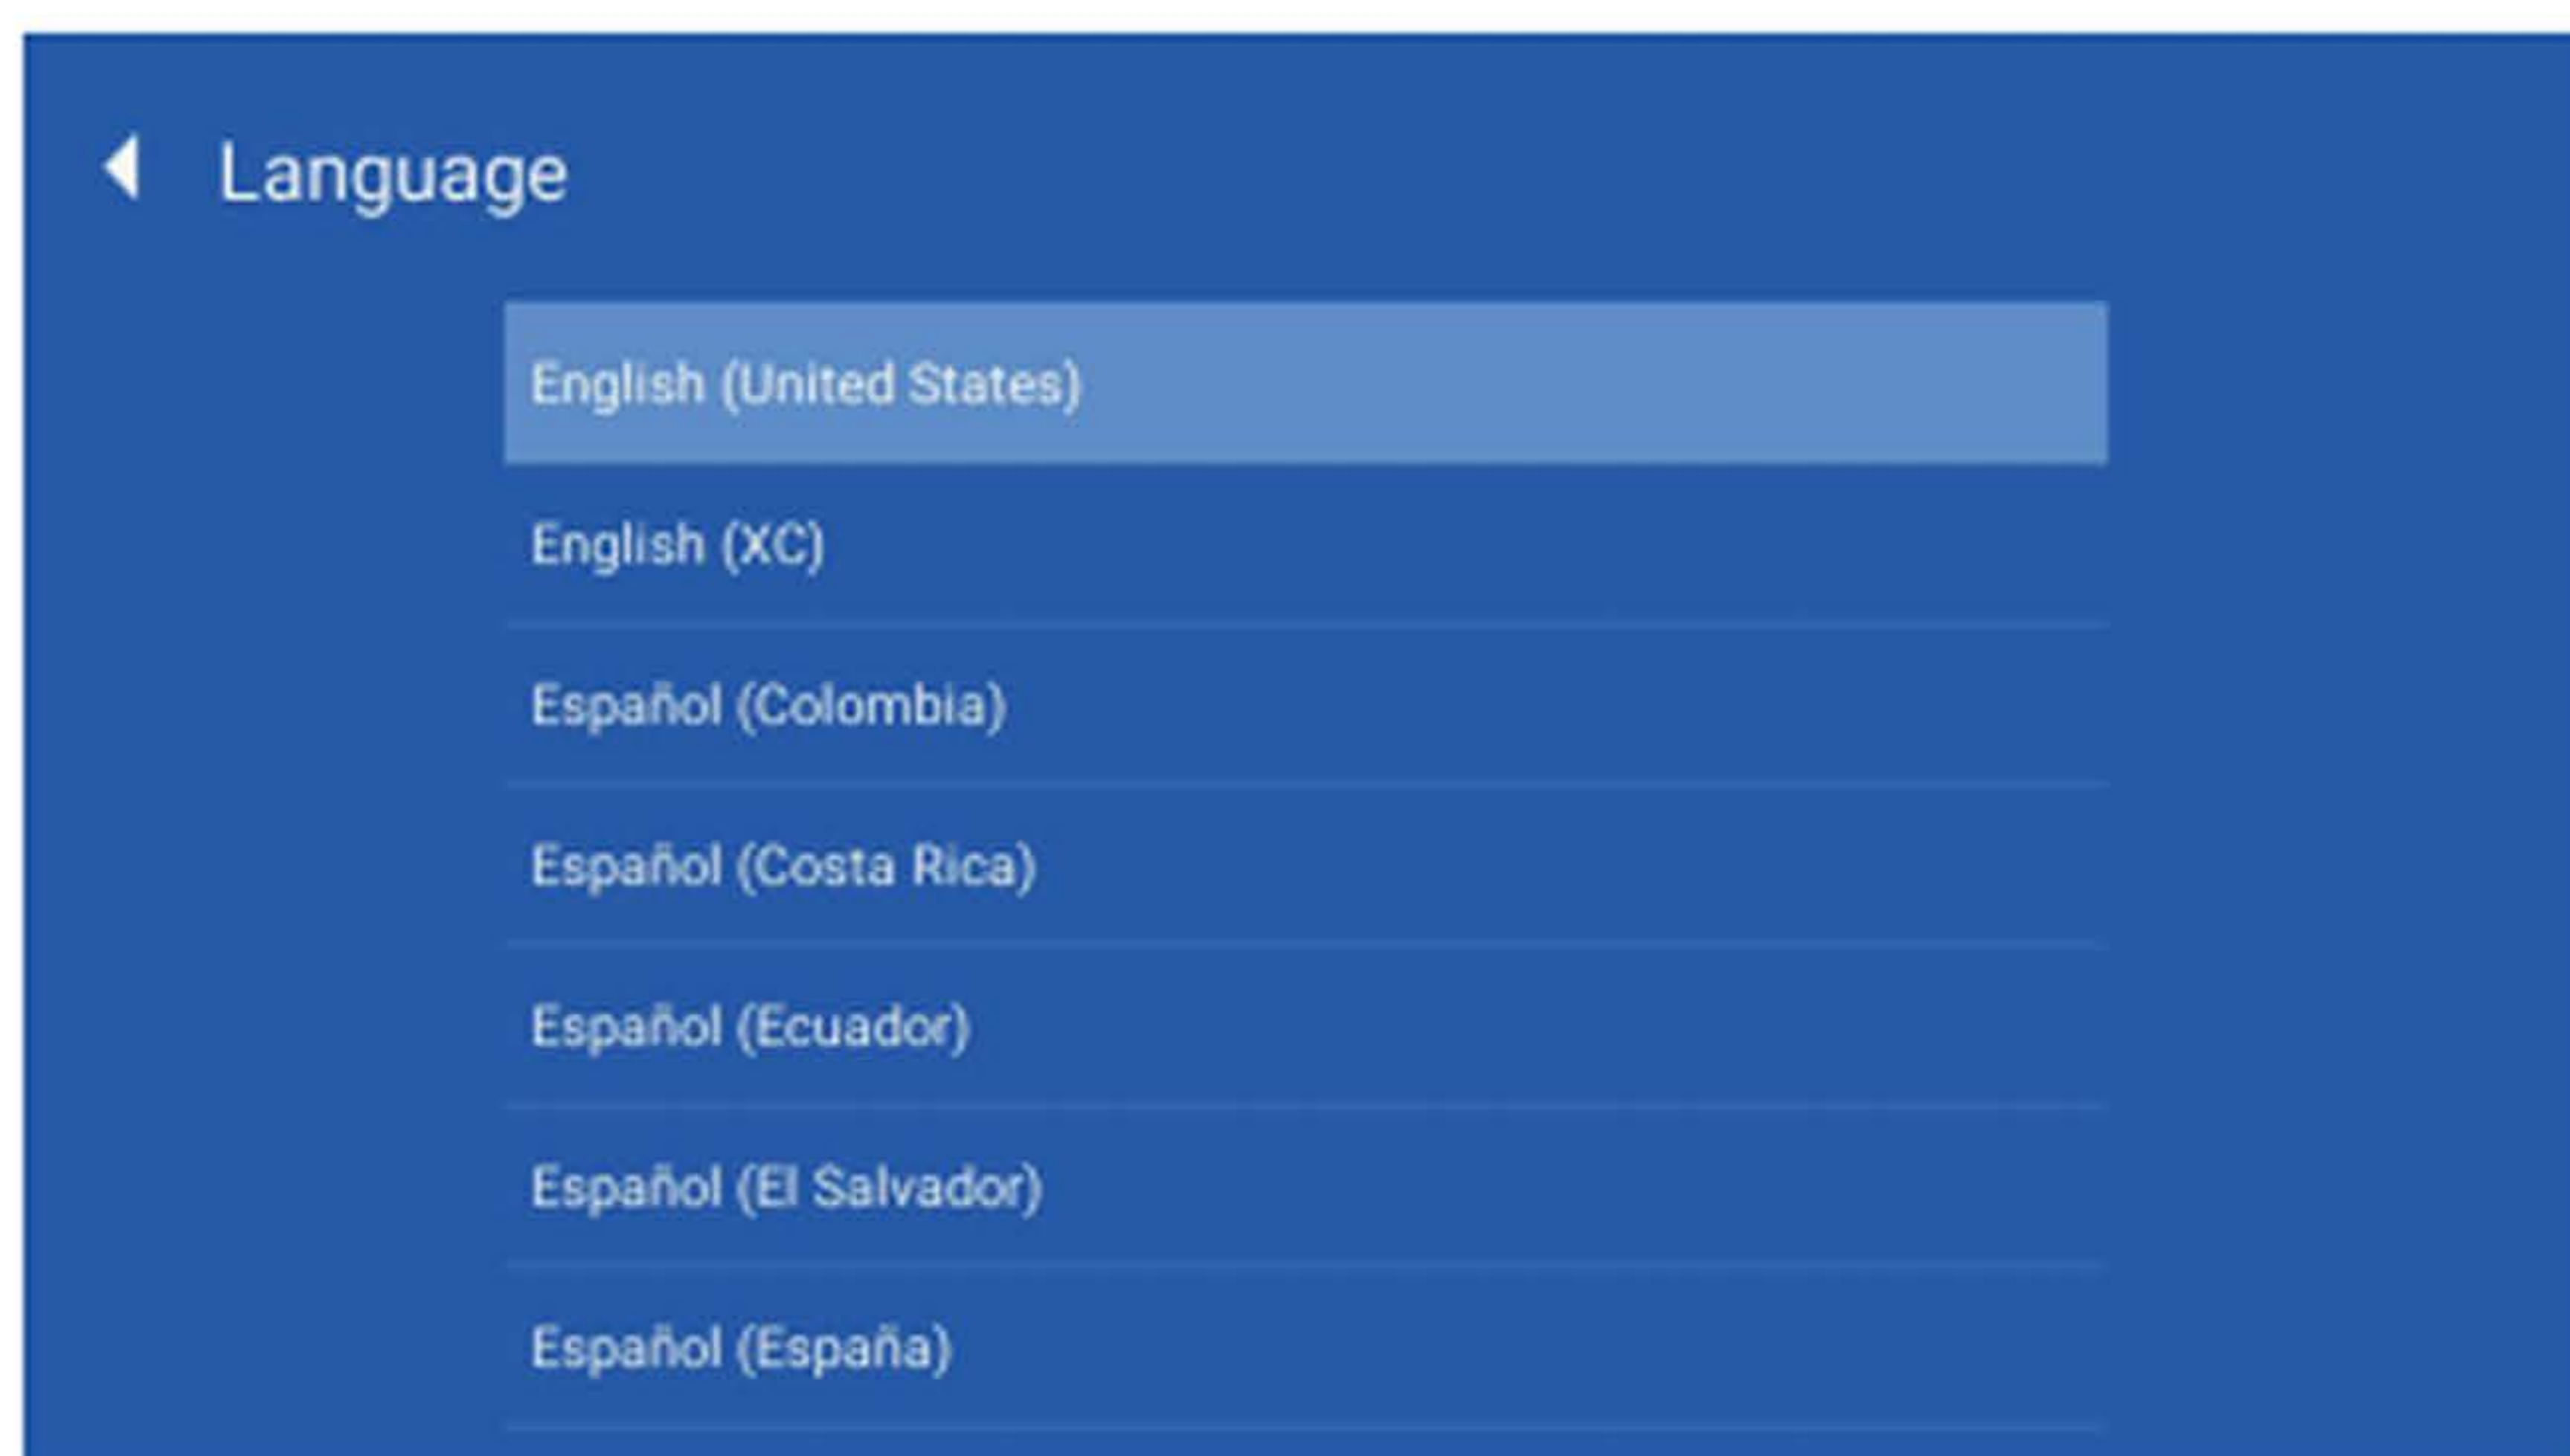 Language
English (United States)
English (XC)
Español (Colombia)
Español (Costa Rica)
Español (Ecuador)
Español (El Salvador)
Español (España)